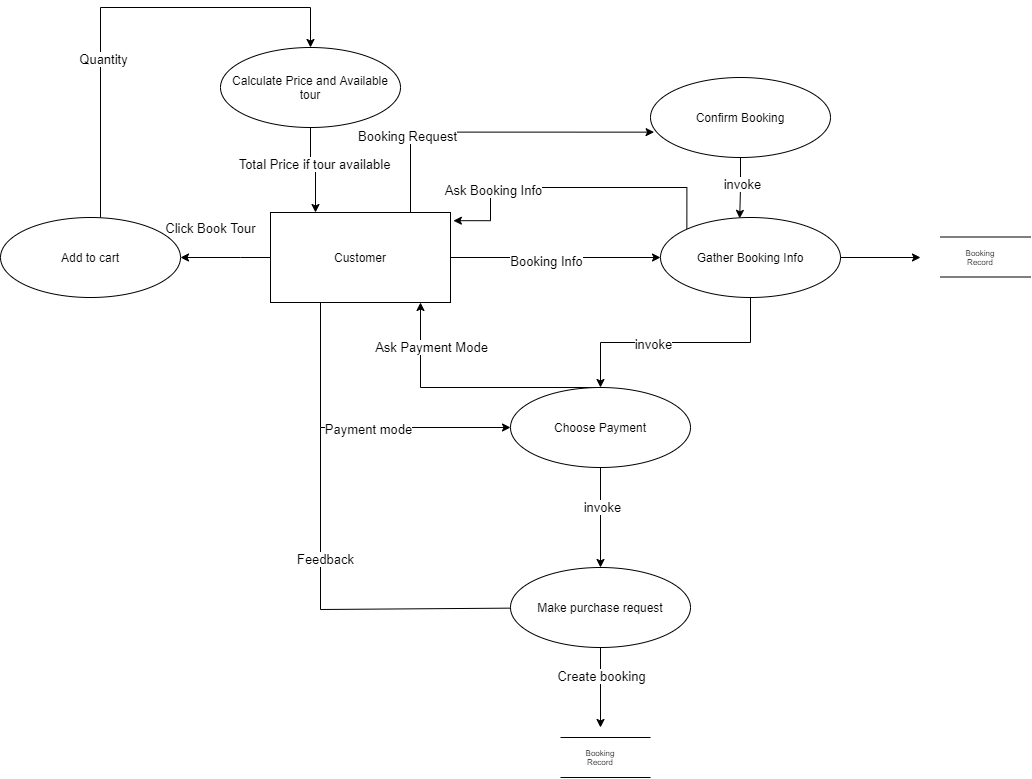 Quantity
Calculate Price and Available
tour
Confirm Booking
Booking Request
Total Price if tour available
invoke
Ask Booking Info
Click Book Tour
Add to cart
Customer
Booking Info
Gather Booking Info
Booking
Record
Ask Payment Mode
invoke
Choose Payment
Payment mode
invoke
Feedback
Make purchase request
Create booking
Booking
Record